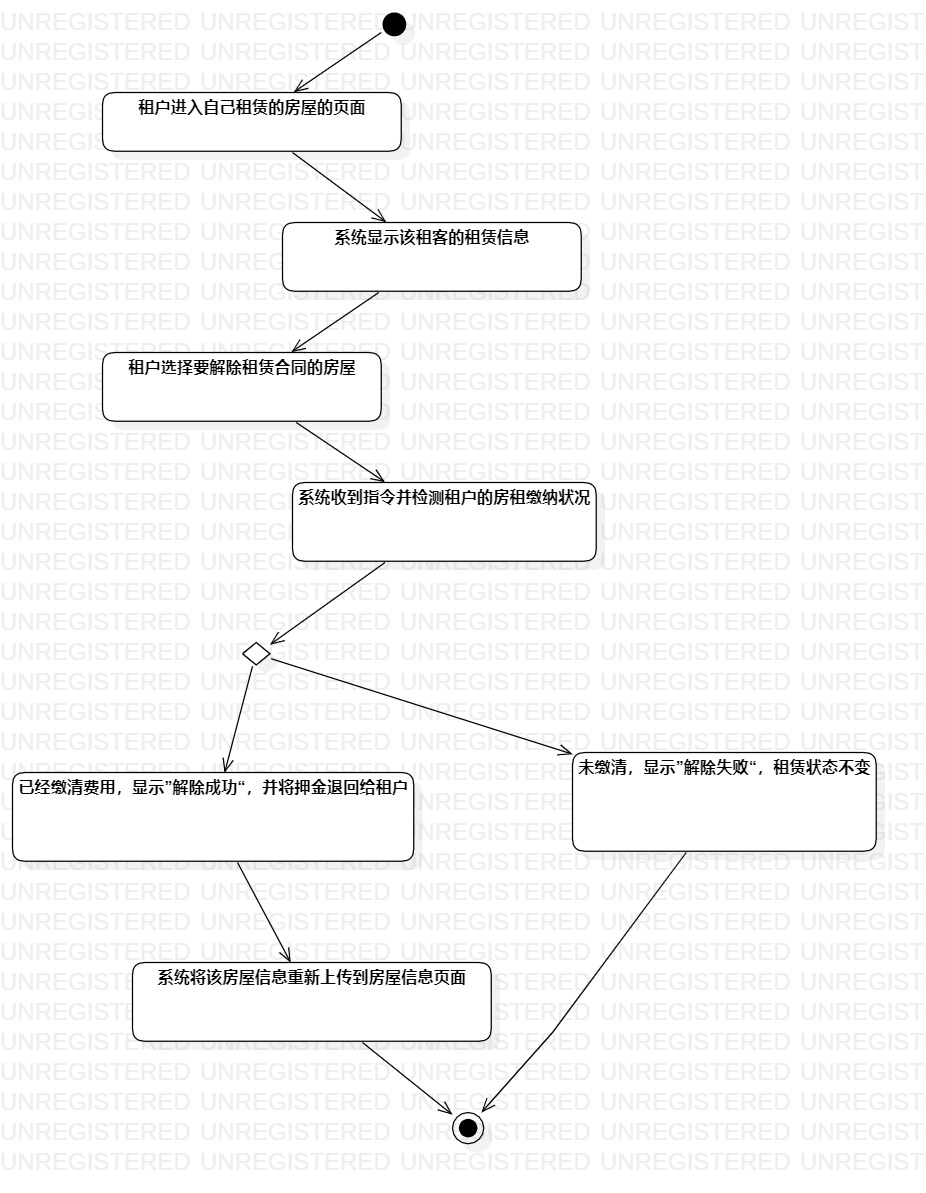 租户进入自己租赁的房屋的页面
系统显示该租客的租赁信息
租户选择要解除租赁合同的房屋
系统收到指令并检测租户的房租缴纳状况
已经缴清费用，显示”解除成功“，并将押金退回给租户
未缴清，显示”解除失败“，租赁状态不变
系统将该房屋信息重新上传到房屋信息页面
UNREGISTERED